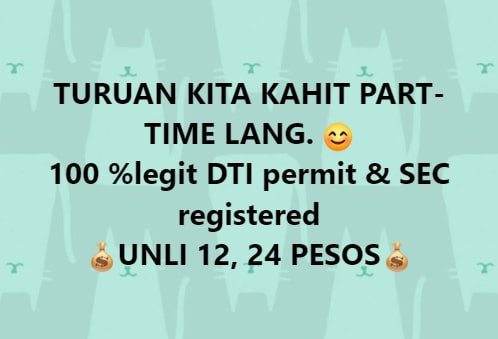 TURUAN KITA KAHIT PART-
TIME LANG. 😊
100 %legit DTI permit & SEC
registered
💰UNLI 12, 24 PESOS💰